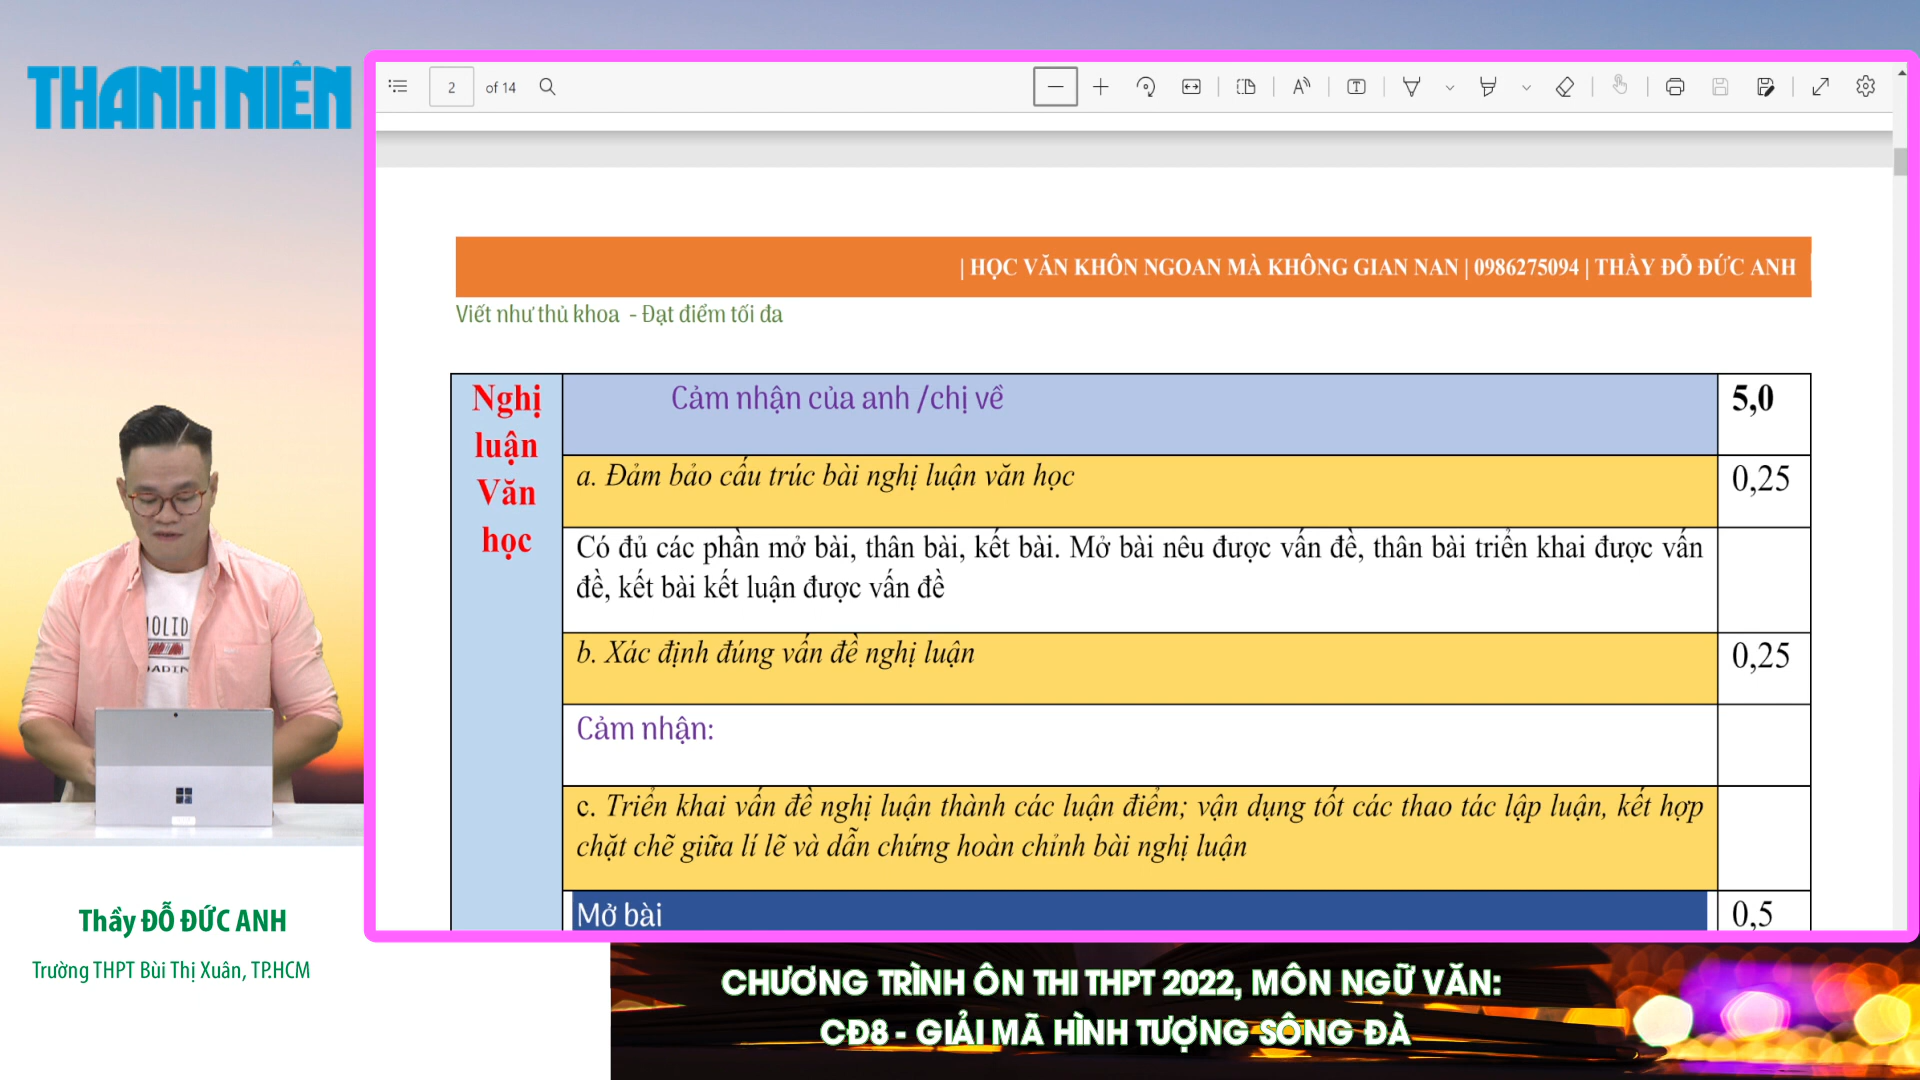 THANH NIÊN
2 of 14
| HỌC VĂN KHÔN NGOAN MÀ KHÔNG GIAN NAN | 0986275094 | THẦY ĐỖ ĐỨC ANH
Viết như thủ khoa - Đạt điểm tối đa
Nghị
luận
Văn
học
Cảm nhận của anh /chị về
5,0
a. Đảm bảo cấu trúc bài nghị luận văn học
0,25
Có đủ các phần mở bài, thân bài, kết bài. Mở bài nêu được vấn đề, thân bài triển khai được vấn
đề, kết bài kết luận được vấn đề
b. Xác định đúng vấn đề nghị luận
0,25
Cảm nhận:
c. Triển khai vấn đề nghị luận thành các luận điểm; vận dụng tốt các thao tác lập luận, kết hợp
chặt chẽ giữa lí lẽ và dẫn chứng hoàn chỉnh bài nghị luận
Mở bài
0,5
Thầy ĐỖ ĐỨC ANH
Trường THPT Bùi Thị Xuân, TP.HCM
CHƯƠNG TRÌNH ÔN THI THPT 2022, MÔN NGỮ VĂN:
CĐ8 - GIẢI MÃ HÌNH TƯỢNG SÔNG ĐÀ